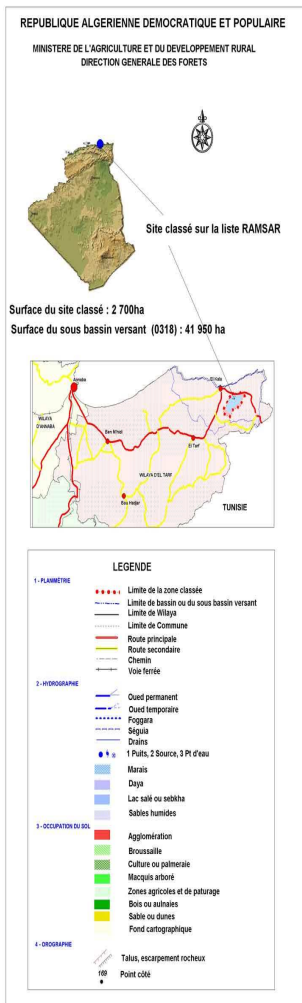 REPUBLIQUE ALGERIENNE DEMOCRATIQUE ET POPULAIRE
MINISTERE DE L'AGRICULTURE ET DU DEVELOPPEMENT RURAL
DIRECTION GENERALE DES FORETS
Site classé sur la liste RAMSAR
Surface du site classé : 2 700ha
Surface du sous bassin versant (0318) : 41 950 ha
Annaba
El Kala
WILAYA
D'ANNABA
Ben M'hidi
El Tarf
WILAYA D'EL TARF
Bou Hadjar
TUNISIE
LEGENDE
1 - PLANIMÉTRIE
Limite de la zone classée
Limite de bassin ou du sous bassin versant
Limite de Wilaya
Limite de Commune
Route principale
Route secondaire
Chemin
Voie ferrée
2 - HYDROGRAPHIE
Oued permanent
Oued temporaire
Foggara
Séguia
Drains
1 Puits, 2 Source, 3 Pt d'eau
Marais
Daya
Lac salé ou sebkha
Sables humides
3 - OCCUPATION DU SOL
Agglomération
Broussaille
Culture ou palmeraie
Macquis arboré
Zones agricoles et de paturage
Bois ou aulnaies
Sable ou dunes
Fond cartographique
4 - OROGRAPHIE
Talus, escarpement rocheux
169 Point côté